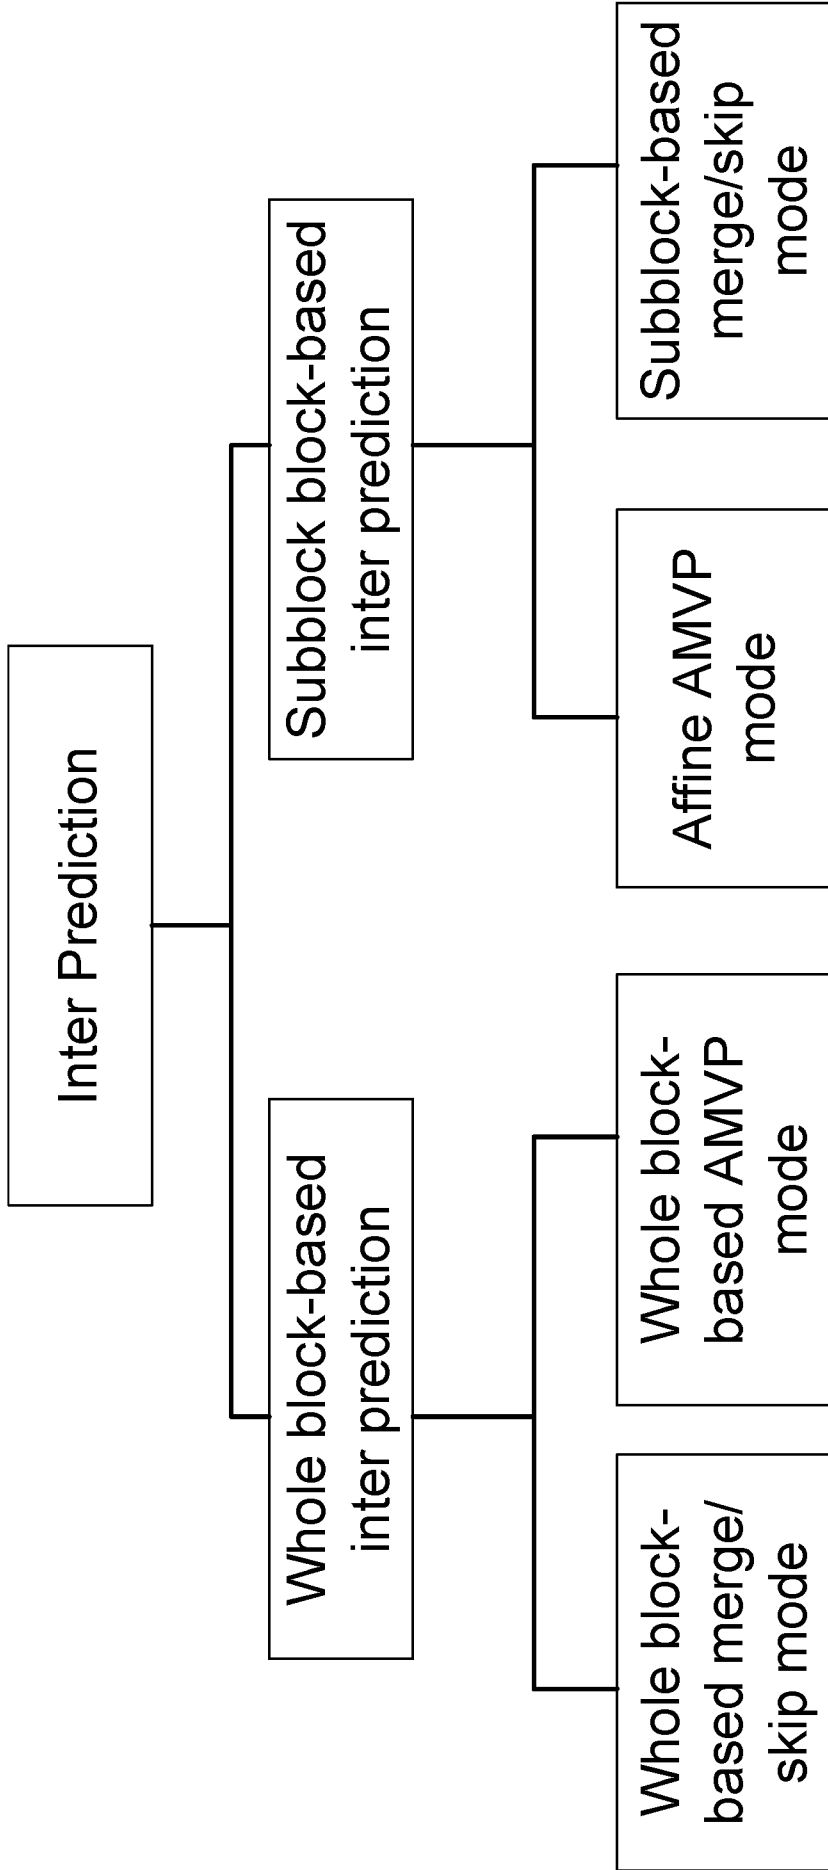 Inter Prediction
Whole block-based
inter prediction
Subblock block-based
inter prediction
Whole block-
based merge/
skip mode
Whole block-
based AMVP
mode
Affine AMVP
mode
Subblock-based
merge/skip
mode